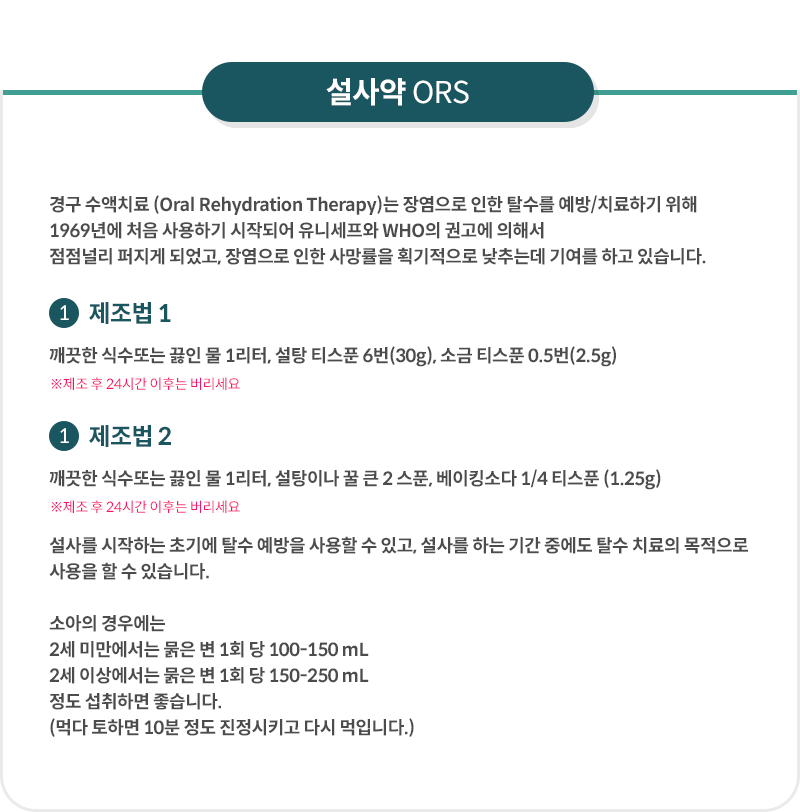 설사약 ORS
경구 수액치료 (Oral Rehydration Therapy)는 장염으로 인한 탈수를 예방/치료하기 위해
1969년에 처음 사용하기 시작되어 유니세프와 WHO의 권고에 의해서
점점널리 퍼지게 되었고, 장염으로 인한 사망률을 획기적으로 낮추는데 기여를 하고 있습니다.
1 제조법 1
깨끗한 식수또는 끓인 물 1리터, 설탕 티스푼 6번(30g), 소금 티스푼 0.5번(2.5g)
※제조 후 24시간 이후는 버리세요
1 제조법 2
깨끗한 식수또는 끓인 물 1리터, 설탕이나 꿀 큰 2 스푼, 베이킹소다 1/4 티스푼 (1.25g)
※제조 후 24시간 이후는 버리세요
설사를 시작하는 초기에 탈수 예방을 사용할 수 있고, 설사를 하는 기간 중에도 탈수 치료의 목적으로
사용을 할 수 있습니다.
소아의 경우에는
2세 미만에서는 묽은 변 1회 당 100-150 mL
2세 이상에서는 묽은 변 1회 당 150-250 mL
정도 섭취하면 좋습니다.
(먹다 토하면 10분 정도 진정시키고 다시 먹입니다.)